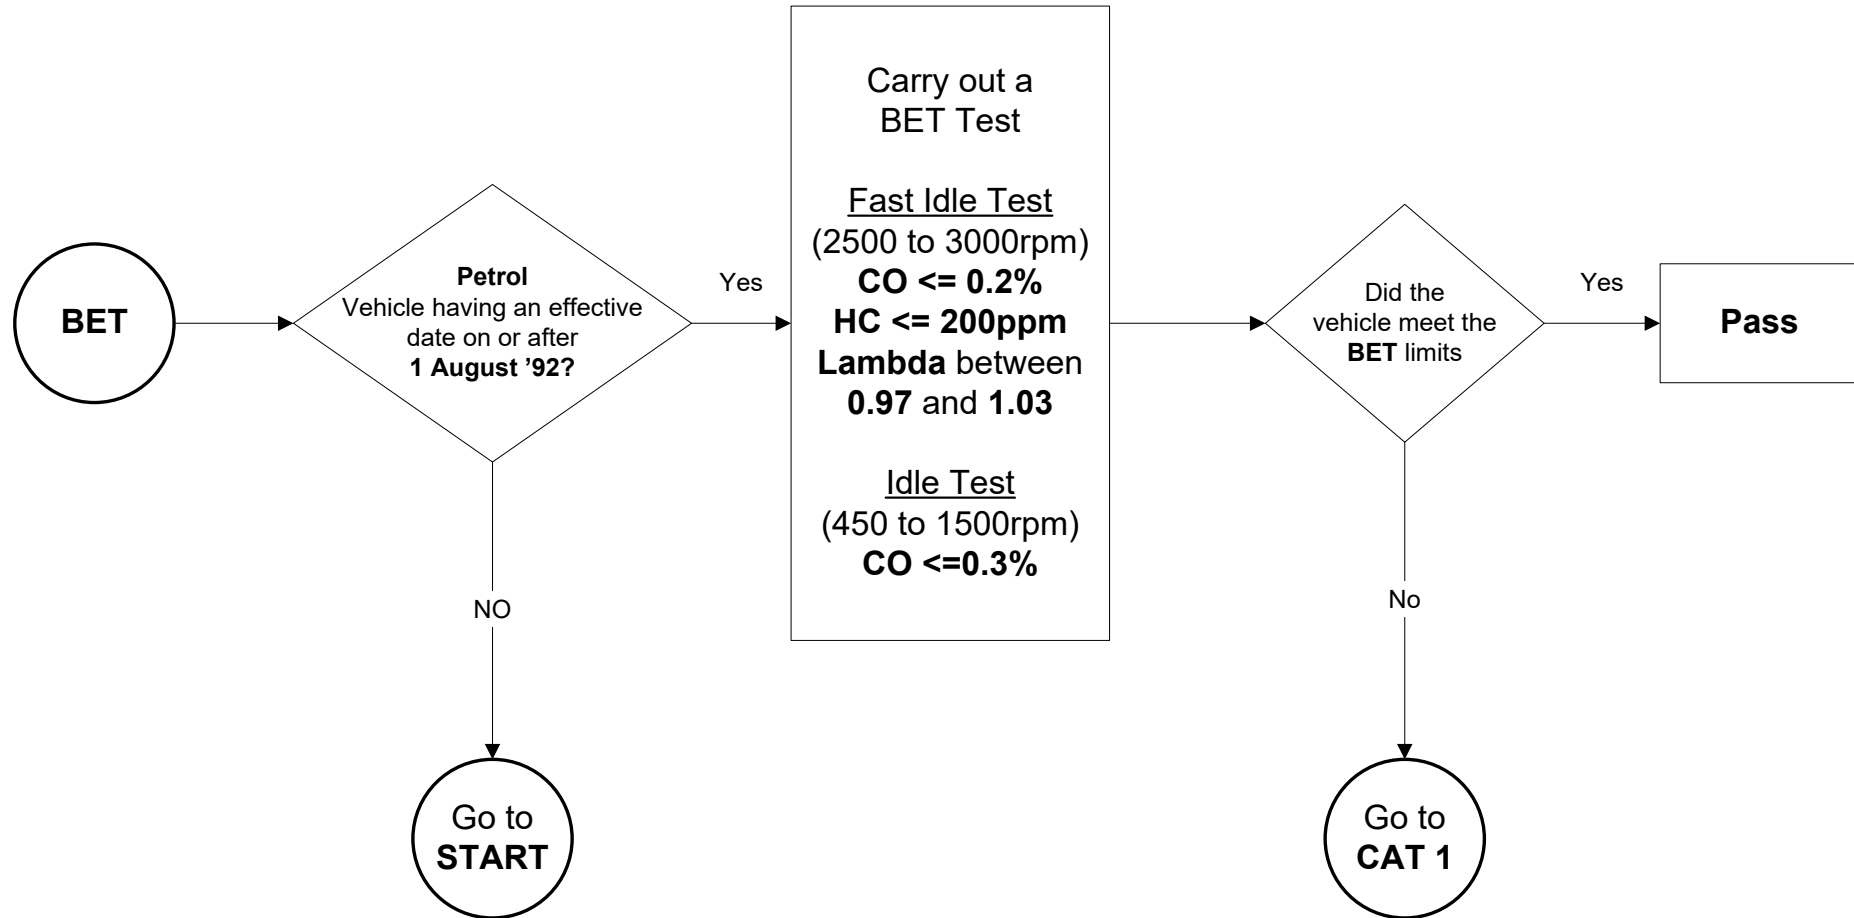 BET
Petrol
Vehicle having an effective
date on or after
1 August ’92?
Yes
NO
Go to
START
Carry out a
BET Test
Fast Idle Test
(2500 to 3000rpm)
CO <= 0.2%
HC <= 200ppm
Lambda between
0.97 and 1.03
Idle Test
(450 to 1500rpm)
CO <=0.3%
Did the
vehicle meet the
BET limits
Yes
Pass
No
Go to
CAT 1